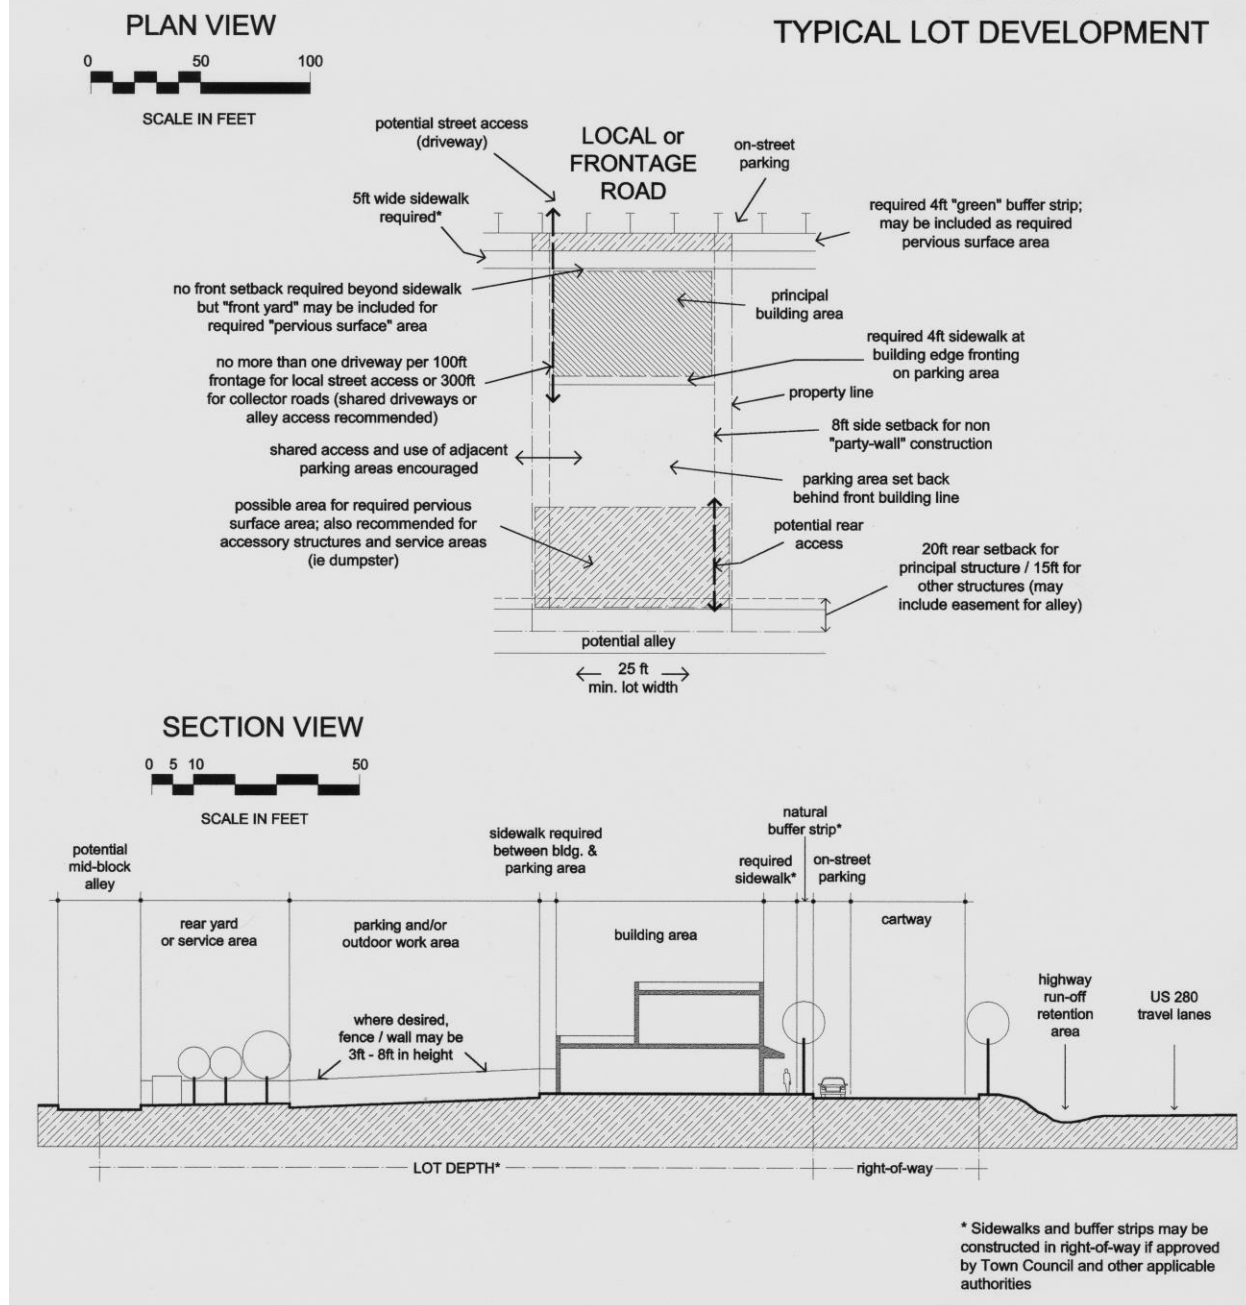 PLAN VIEW
TYPICAL LOT DEVELOPMENT
0 50 100
SCALE IN FEET
potential street access
(driveway)
LOCAL or
FRONTAGE
ROAD
on-street
parking
5ft wide sidewalk
required*
required 4ft "green" buffer strip;
may be included as required
pervious surface area
no front setback required beyond sidewalk
but "front yard" may be included for
required "pervious surface" area
principal
building area
required 4ft sidewalk at
building edge fronting
on parking area
no more than one driveway per 100ft
frontage for local street access or 300ft
for collector roads (shared driveways or
alley access recommended)
property line
8ft side setback for non
"party-wall" construction
shared access and use of adjacent
parking areas encouraged
parking area set back
behind front building line
possible area for required pervious
surface area; also recommended for
accessory structures and service areas
(ie dumpster)
potential rear
access
20ft rear setback for
principal structure / 15ft for
other structures (may
include easement for alley)
potential alley
25 ft
min. lot width
SECTION VIEW
0 5 10 50
SCALE IN FEET
potential
mid-block
alley
sidewalk required
between bldg. &
parking area
natural
buffer strip*
required
sidewalk*
on-street
parking
rear yard
or service area
parking and/or
outdoor work area
building area
cartway
where desired,
fence / wall may be
3ft - 8ft in height
highway
run-off
retention
area
US 280
travel lanes
LOT DEPTH*
right-of-way
* Sidewalks and buffer strips may be
constructed in right-of-way if approved
by Town Council and other applicable
authorities